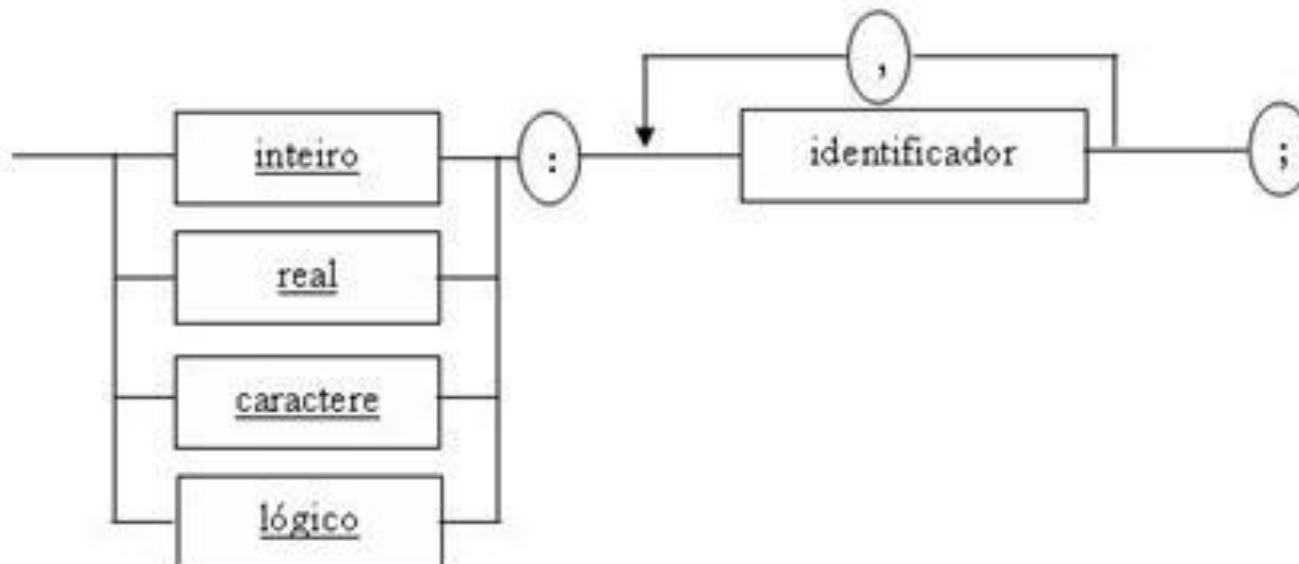 ,
inteiro : identificador ;
real
caractere
lógico